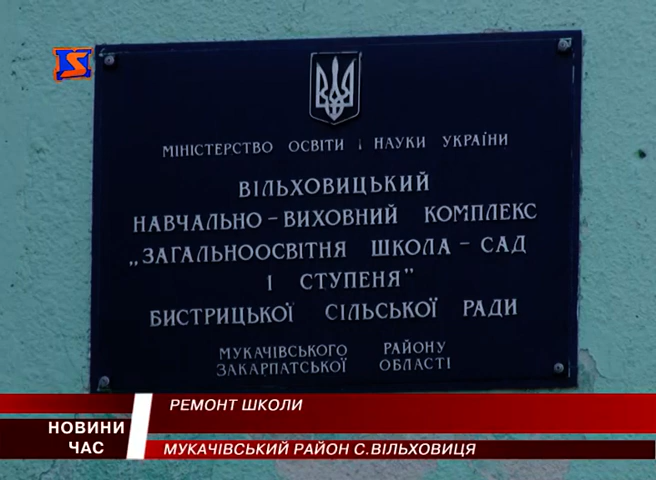 S
МІНІСТЕРСТВО ОСВІТИ І НАУКИ УКРАЇНИ
ВІЛЬХОВИЦЬКИЙ
НАВЧАЛЬНО – ВИХОВНИЙ КОМПЛЕКС
„ЗАГАЛЬНООСВІТНЯ ШКОЛА – САД
І СТУПЕНЯ"
БИСТРИЦЬКОЇ СІЛЬСЬКОЇ РАДИ
МУКАЧІВСЬКОГО РАЙОНУ
ЗАКАРПАТСЬКОЇ ОБЛАСТІ
РЕМОНТ ШКОЛИ
НОВИНИ
ЧАС
МУКАЧІВСЬКИЙ РАЙОН С.ВІЛЬХОВИЦЯ